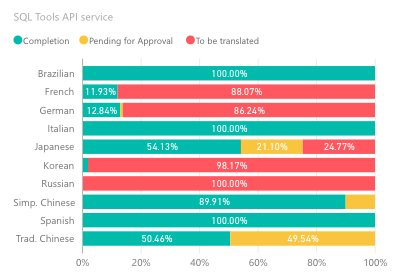 SQL Tools API service
Completion Pending for Approval To be translated
Brazilian 100.00%
French 11.93% 88.07%
German 12.84% 86.24%
Italian 100.00%
Japanese 54.13% 21.10% 24.77%
Korean 98.17%
Russian 100.00%
Simp. Chinese 89.91%
Spanish 100.00%
Trad. Chinese 50.46% 49.54%
0% 20% 40% 60% 80% 100%